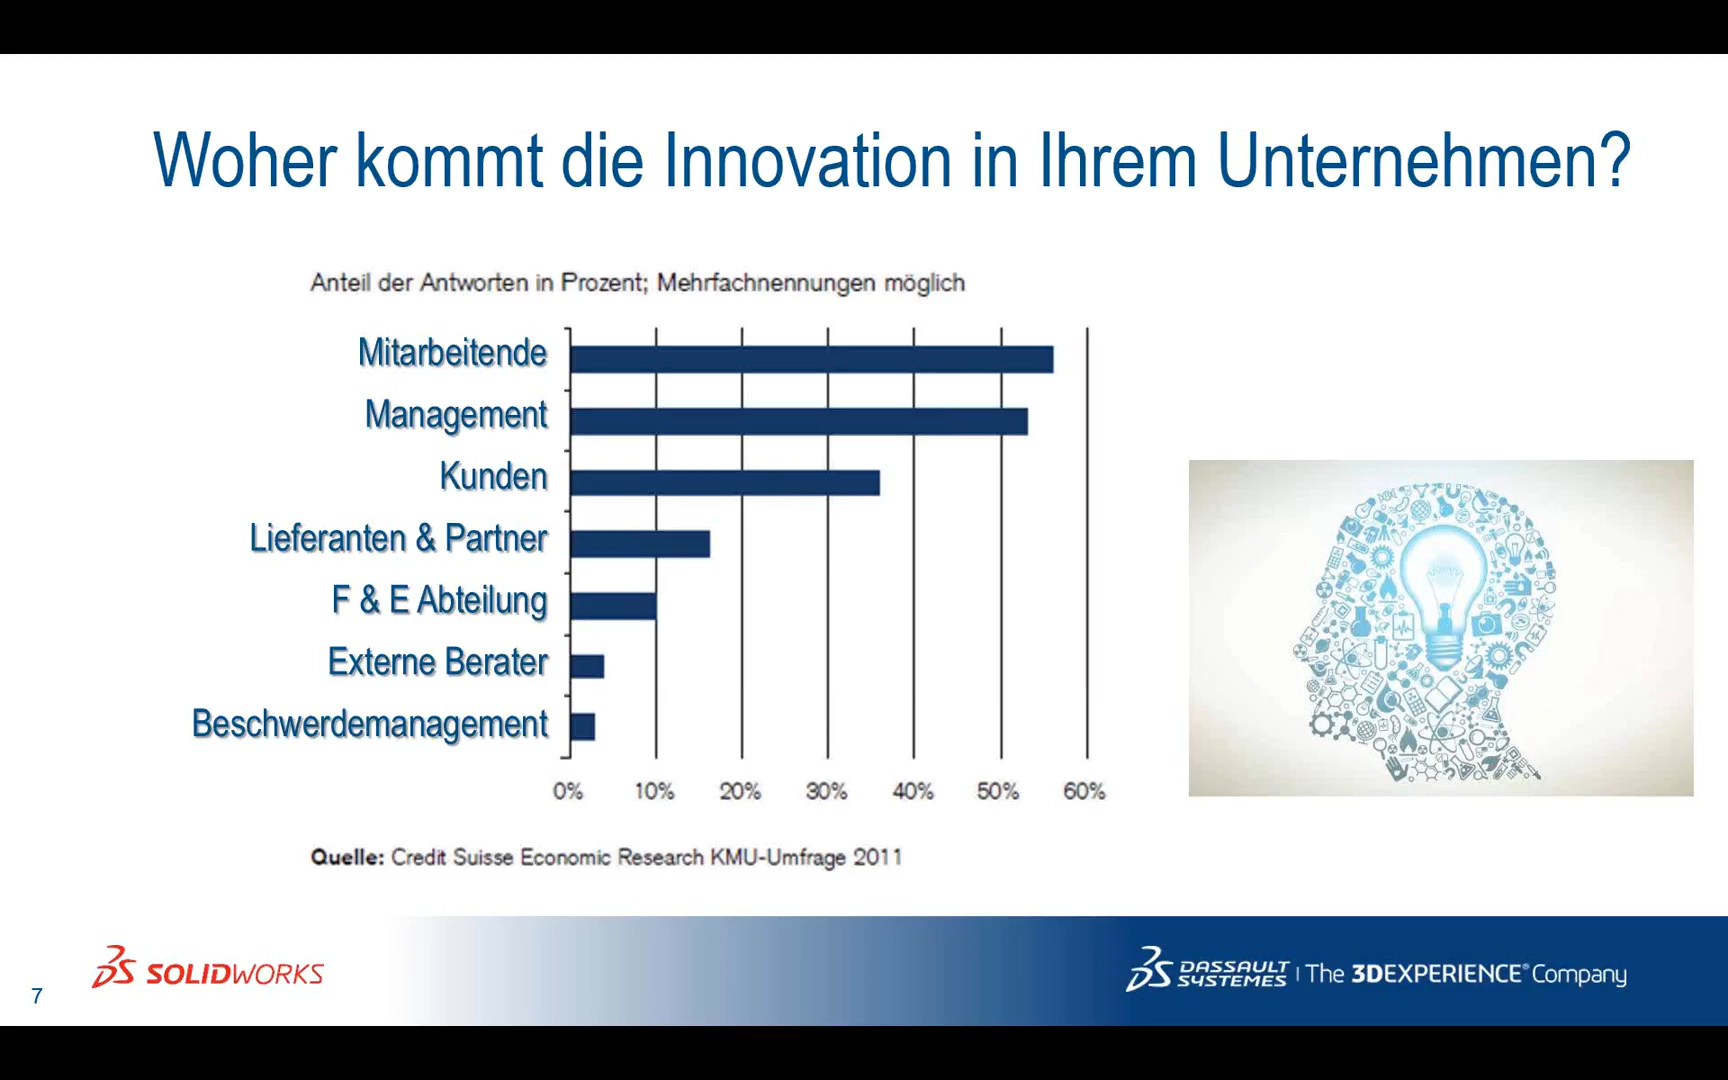 Woher kommt die Innovation in Ihrem Unternehmen?
Anteil der Antworten in Prozent; Mehrfachnennungen möglich
Mitarbeitende
Management
Kunden
Lieferanten & Partner
F & E Abteilung
Externe Berater
Beschwerdemanagement
0% 10% 20% 30% 40% 50% 60%
Quelle: Credit Suisse Economic Research KMU-Umfrage 2011
7
SOLIDWORKS
DASSAULT SYSTEMES | The 3DEXPERIENCE® Company